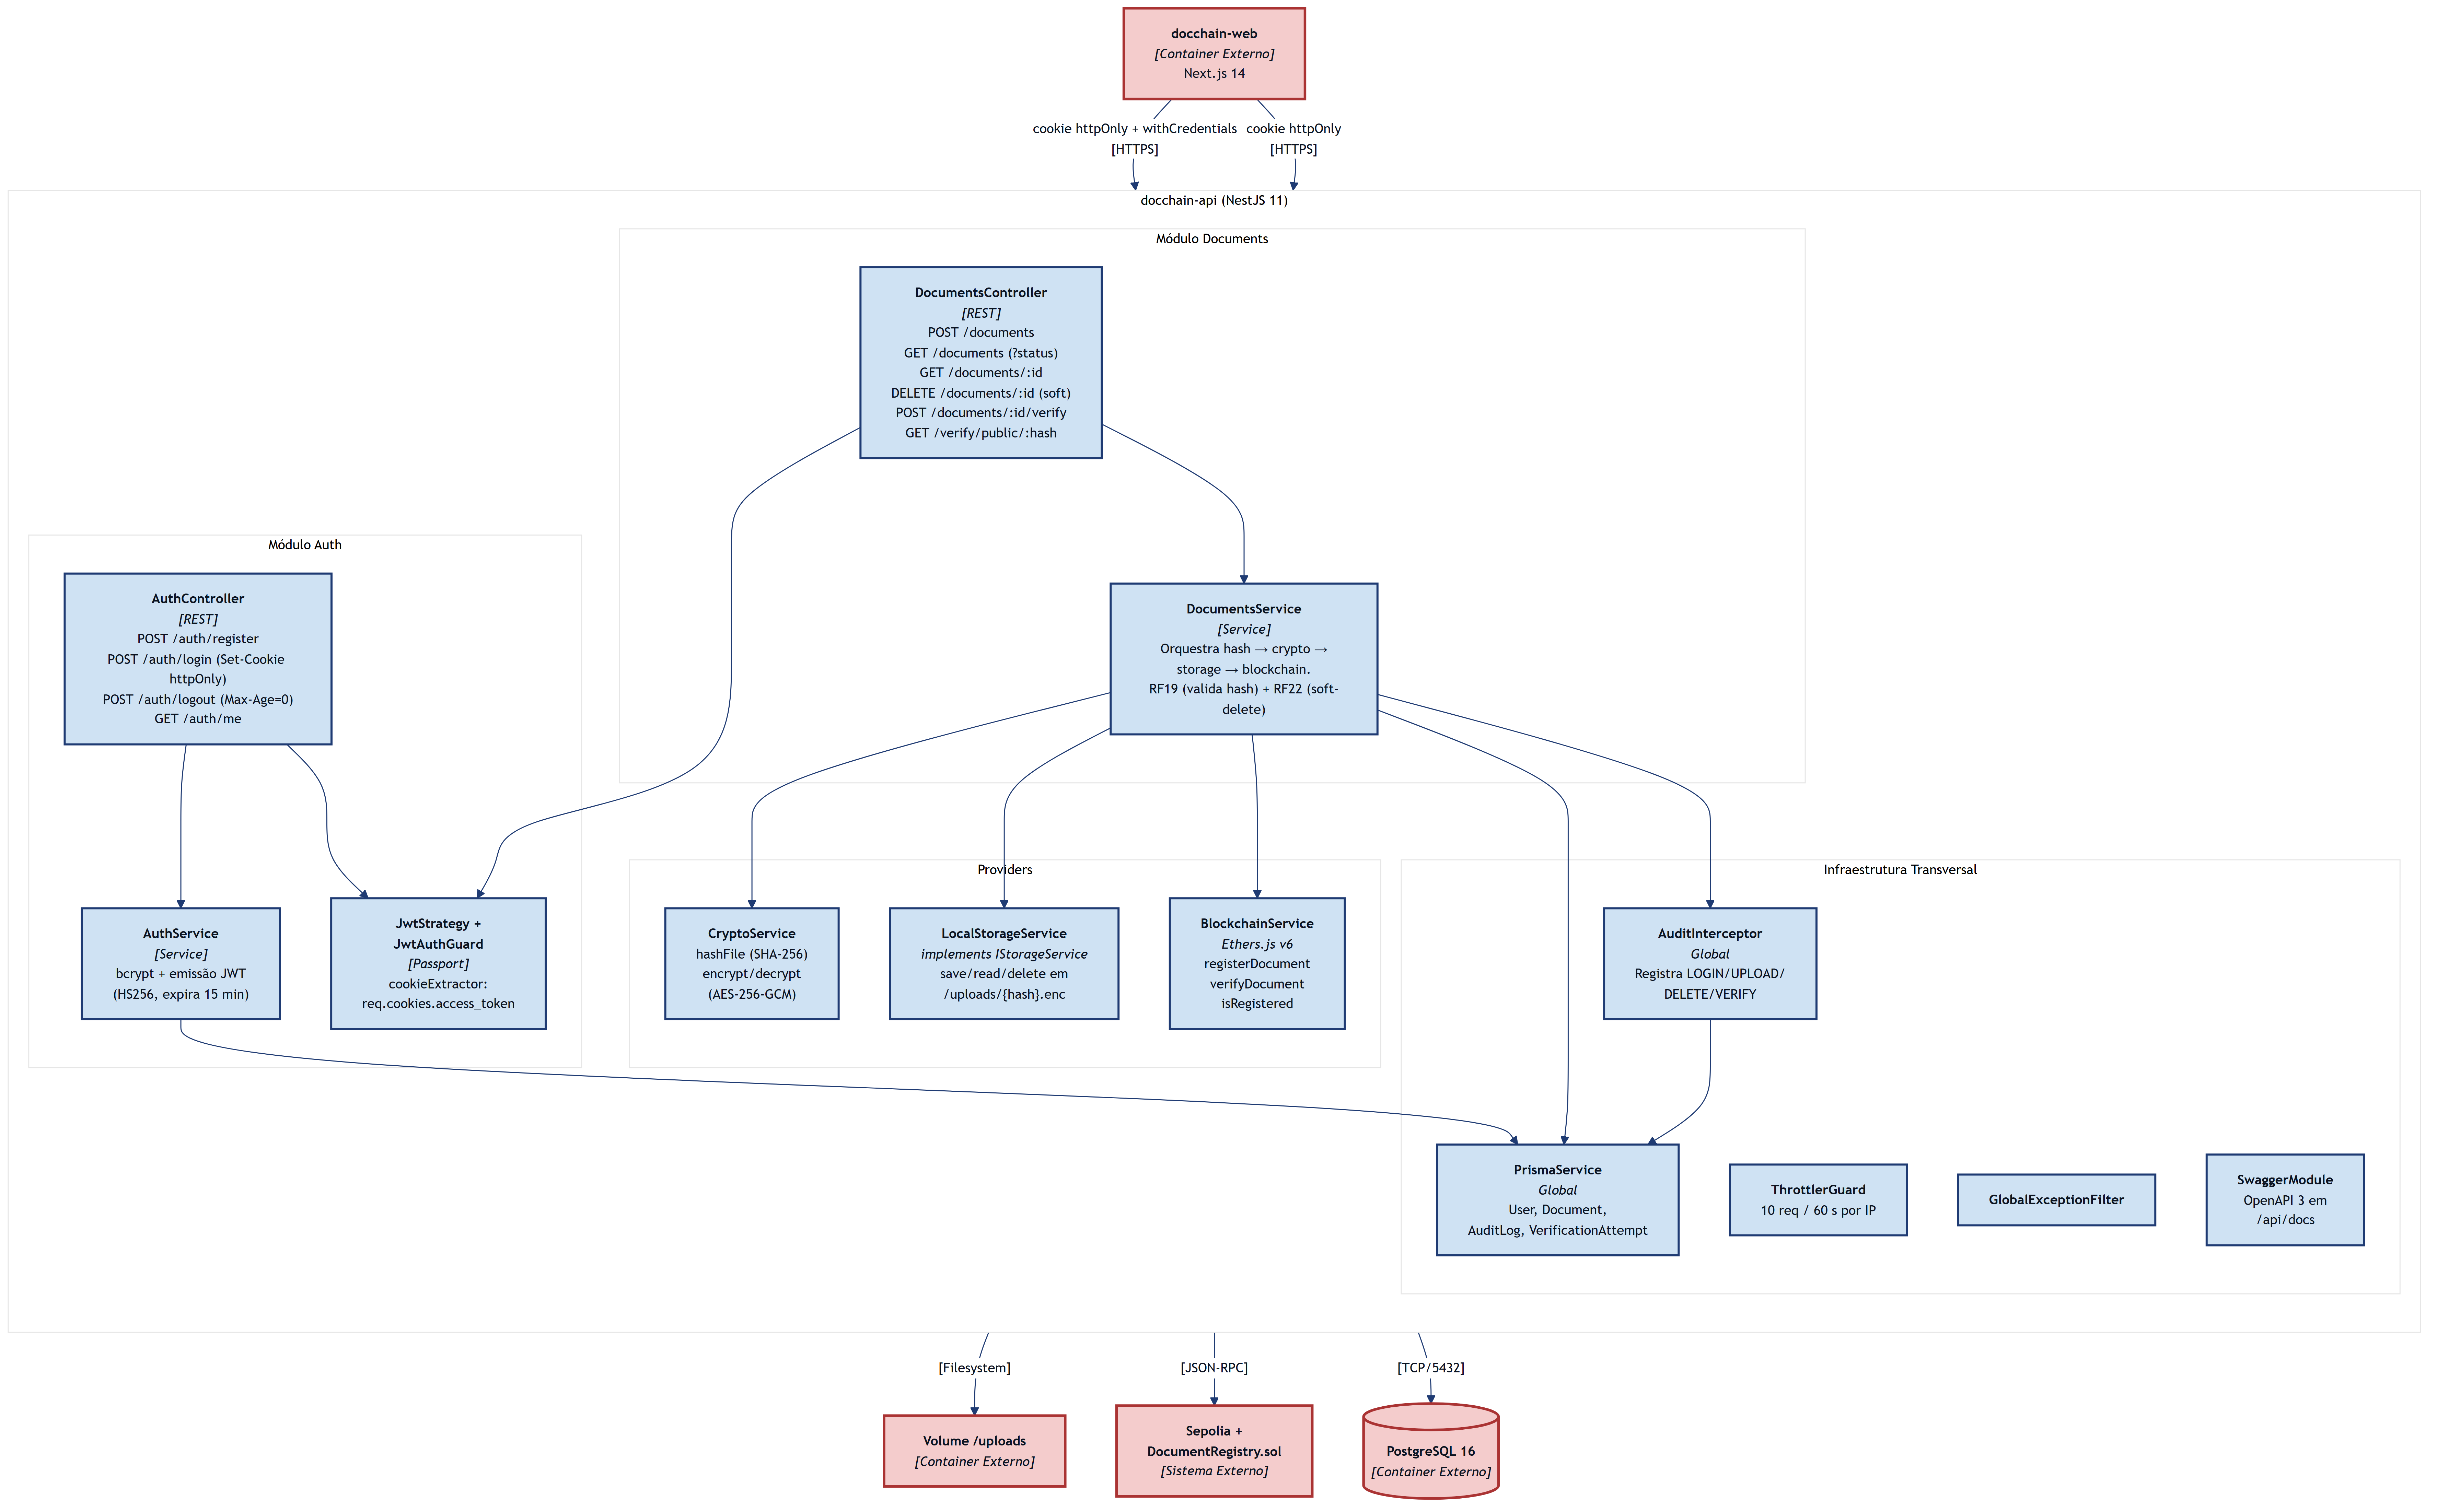 docchain-web
[Container Externo]
Next.js 14
cookie httpOnly + withCredentials
[HTTPS]
cookie httpOnly
[HTTPS]
docchain-api (NestJS 11)
Módulo Documents
DocumentsController
[REST]
POST /documents
GET /documents (?status)
GET /documents/:id
DELETE /documents/:id (soft)
POST /documents/:id/verify
GET /verify/public/:hash
Módulo Auth
AuthController
[REST]
POST /auth/register
POST /auth/login (Set-Cookie
httpOnly)
POST /auth/logout (Max-Age=0)
GET /auth/me
DocumentsService
[Service]
Orquestra hash → crypto →
storage → blockchain.
RF19 (valida hash) + RF22 (soft-
delete)
Providers
Infraestrutura Transversal
AuthService
[Service]
bcrypt + emissão JWT
(HS256, expira 15 min)
JwtStrategy +
JwtAuthGuard
[Passport]
cookieExtractor:
req.cookies.access_token
CryptoService
hashFile (SHA-256)
encrypt/decrypt
(AES-256-GCM)
LocalStorageService
implements IStorageService
save/read/delete em
/uploads/{hash}.enc
BlockchainService
Ethers.js v6
registerDocument
verifyDocument
isRegistered
AuditInterceptor
Global
Registra LOGIN/UPLOAD/
DELETE/VERIFY
PrismaService
Global
User, Document,
AuditLog, VerificationAttempt
ThrottlerGuard
10 req / 60 s por IP
GlobalExceptionFilter
SwaggerModule
OpenAPI 3 em
/api/docs
[Filesystem]
[JSON-RPC]
[TCP/5432]
Volume /uploads
[Container Externo]
Sepolia +
DocumentRegistry.sol
[Sistema Externo]
PostgreSQL 16
[Container Externo]